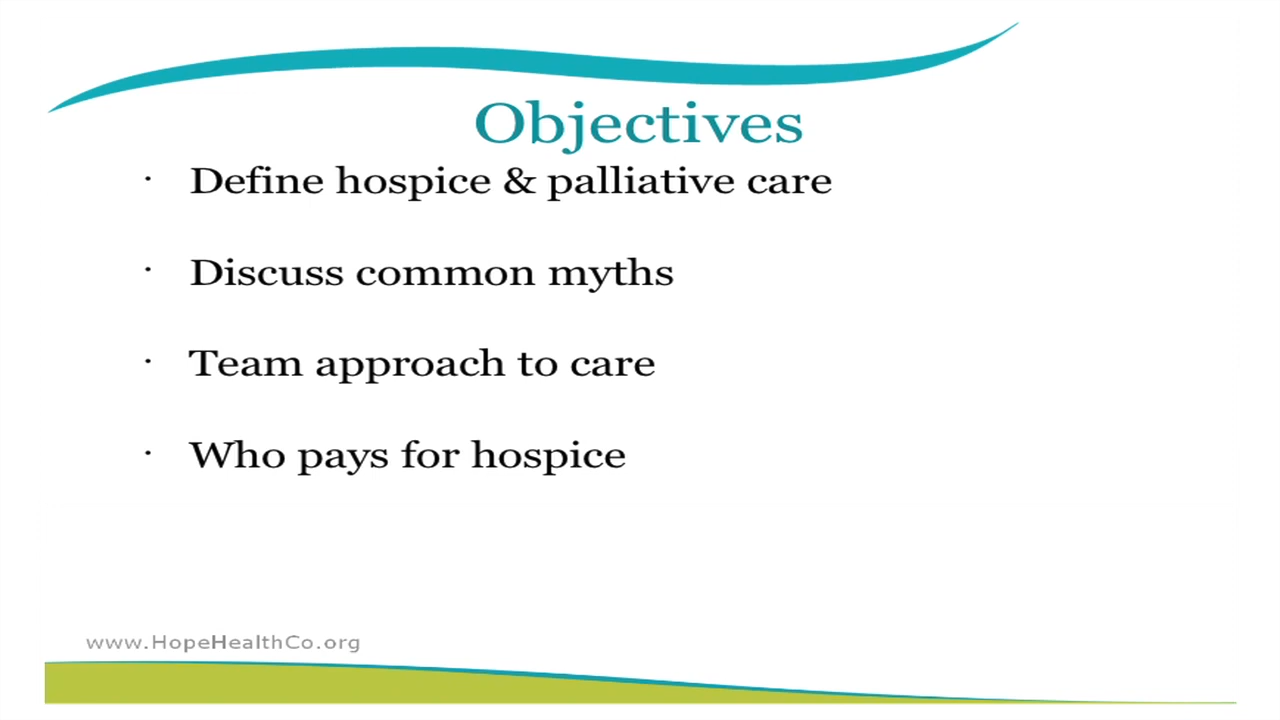 Objectives
· Define hospice & palliative care
· Discuss common myths
· Team approach to care
· Who pays for hospice
www.HopeHealthCo.org